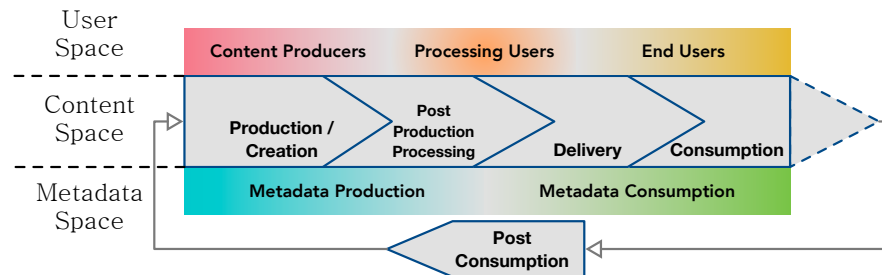 User
Space
Content Producers
Processing Users
End Users
Content
Space
Production /
Creation
Post
Production
Processing
Delivery
Consumption
Metadata
Space
Metadata Production
Metadata Consumption
Post
Consumption